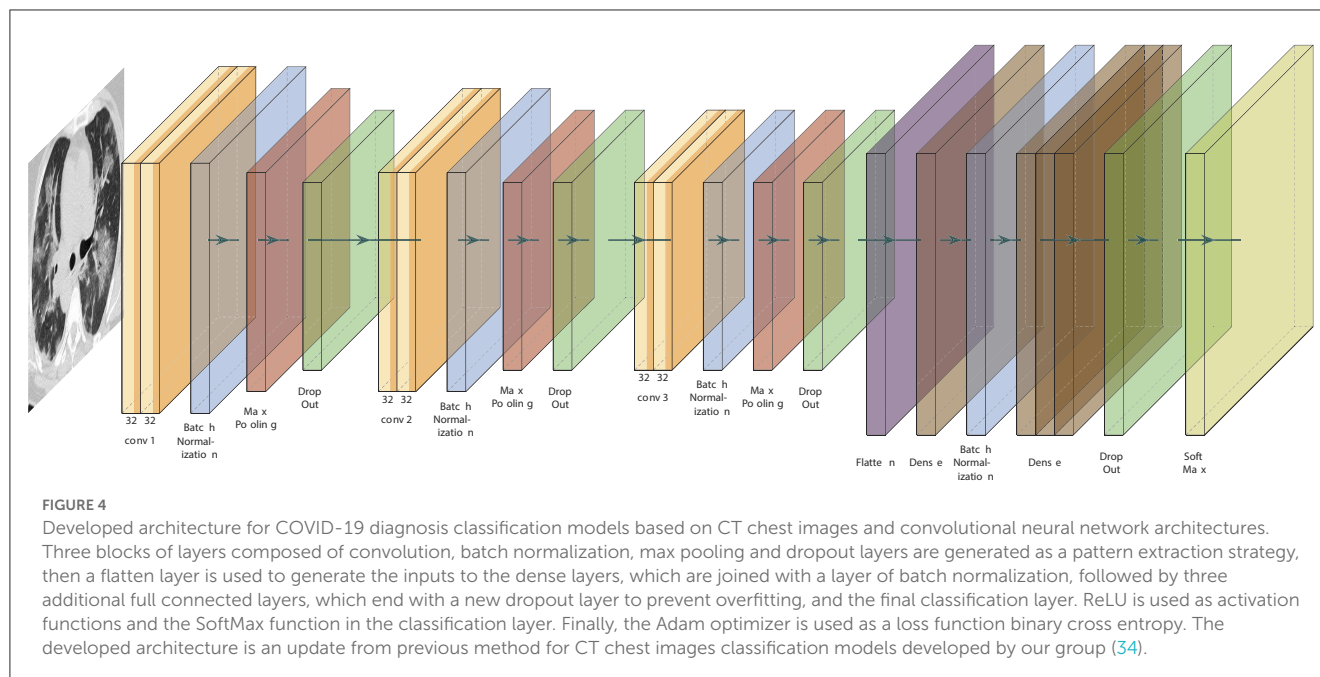 32 32
conv 1
Batc h
Normal-
izatio n
Ma x
Po olin g
Drop
Out
32 32
conv 2
Batc h
Normal-
izatio n
Ma x
Po olin g
Drop
Out
32 32
conv 3
Batc h
Normal-
izatio n
Ma x
Po olin g
Drop
Out
Flatte n
Dens e
Batc h
Normal-
izatio n
Dens e
Drop
Out
Soft
Ma x
FIGURE 4
Developed architecture for COVID-19 diagnosis classification models based on CT chest images and convolutional neural network architectures.
Three blocks of layers composed of convolution, batch normalization, max pooling and dropout layers are generated as a pattern extraction strategy,
then a flatten layer is used to generate the inputs to the dense layers, which are joined with a layer of batch normalization, followed by three
additional full connected layers, which end with a new dropout layer to prevent overfitting, and the final classification layer. ReLU is used as activation
functions and the SoftMax function in the classification layer. Finally, the Adam optimizer is used as a loss function binary cross entropy. The
developed architecture is an update from previous method for CT chest images classification models developed by our group (34).